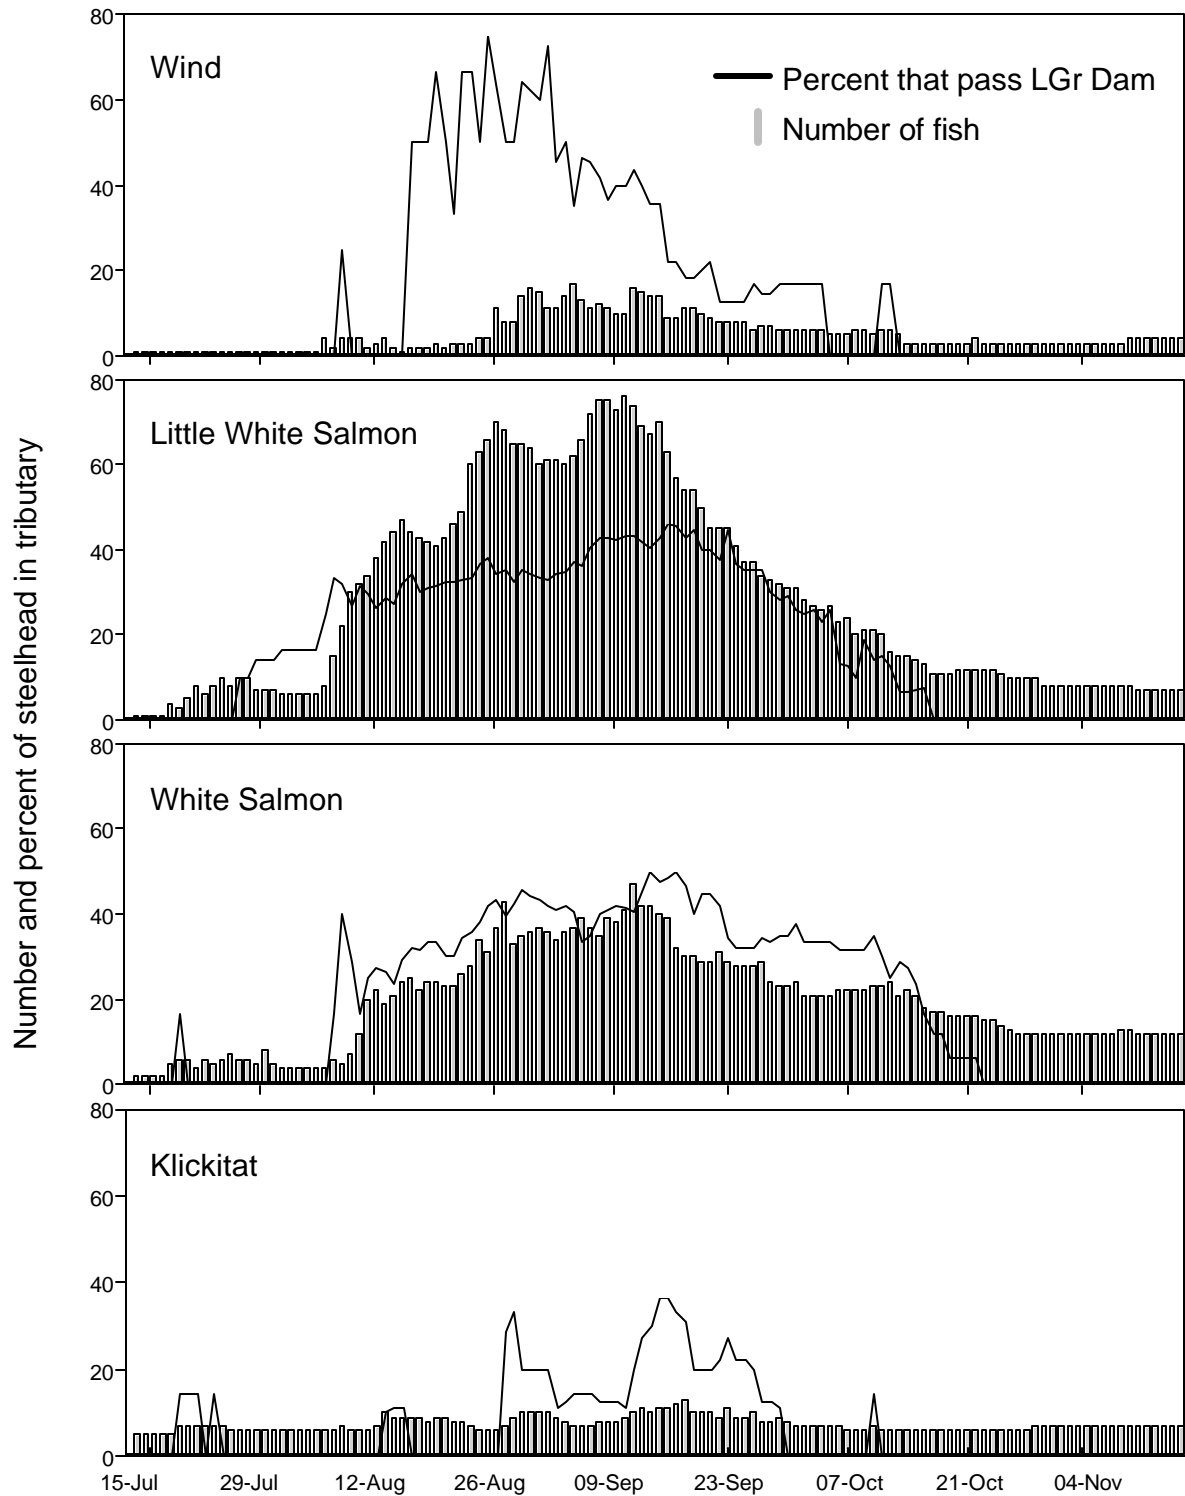 Number and percent of steelhead in tributary
80
60
40
20
0
Wind
Percent that pass LGr Dam
Number of fish
80
60
40
20
0
Little White Salmon
80
60
40
20
0
White Salmon
80
60
40
20
0
Klickitat
15-Jul 29-Jul 12-Aug 26-Aug 09-Sep 23-Sep 07-Oct 21-Oct 04-Nov